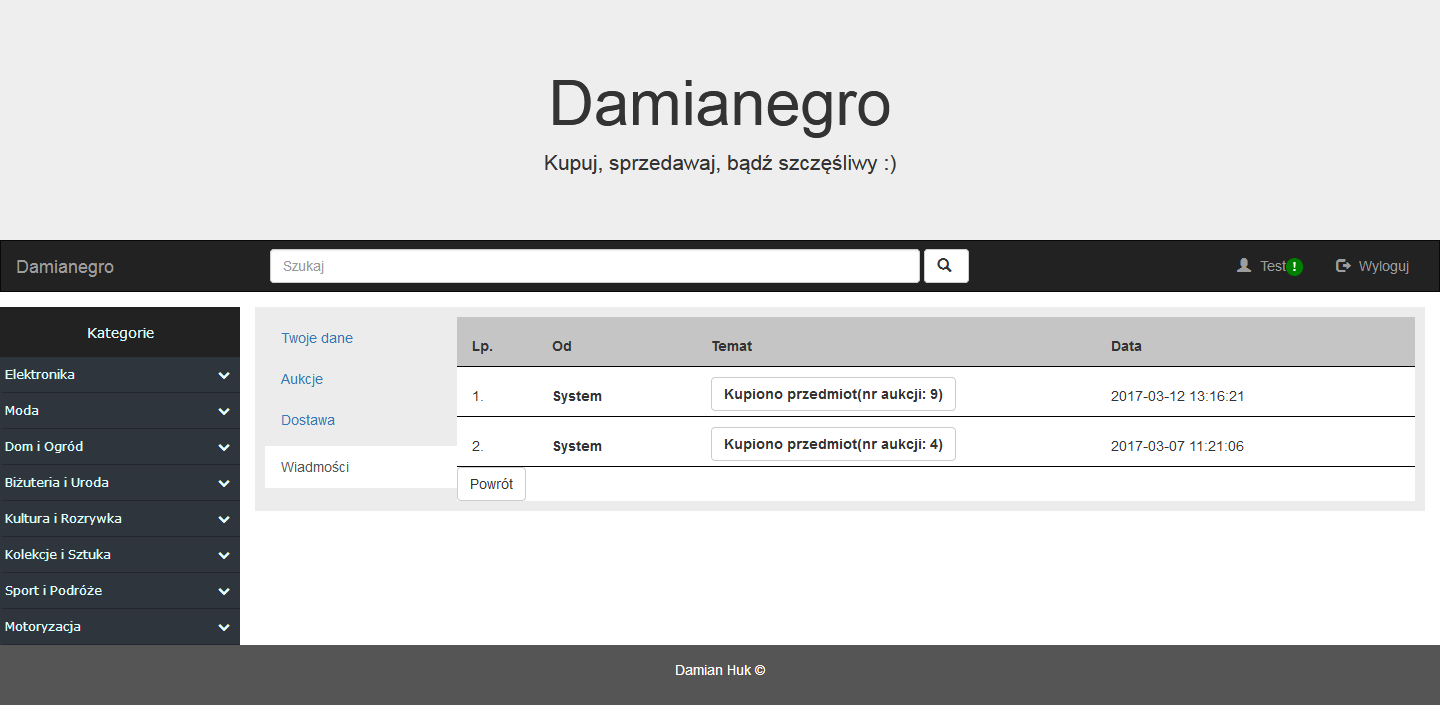 Damianegro
Kupuj, sprzedawaj, bądź szczęśliwy :)
Damianegro
Szukaj
Test !
Wyloguj
Kategorie
Elektronika
Moda
Dom i Ogród
Biżuteria i Uroda
Kultura i Rozrywka
Kolekcje i Sztuka
Sport i Podróże
Motoryzacja
Twoje dane
Aukcje
Dostawa
Wiadmości
Lp. Od Temat Data
1. System Kupiono przedmiot(nr aukcji: 9) 2017-03-12 13:16:21
2. System Kupiono przedmiot(nr aukcji: 4) 2017-03-07 11:21:06
Powrót
Damian Huk ©